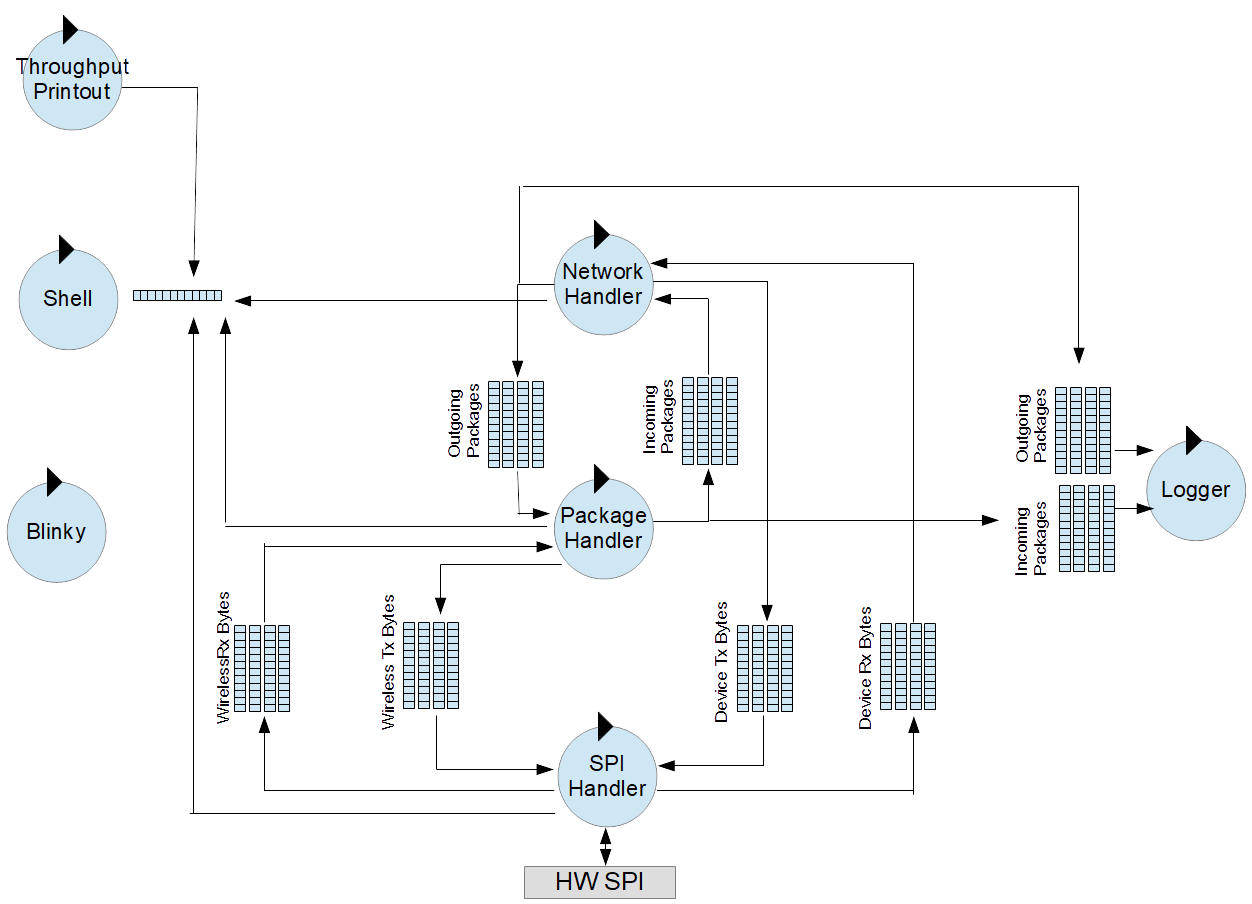 Throughput
Printout
Network
Handler
Shell
Outgoing
Packages
Incoming
Packages
Outgoing
Packages
Logger
Package
Handler
Blinky
Incoming
Packages
WirelessRx Bytes
Wireless Tx Bytes
Device Tx Bytes
Device Rx Bytes
SPI
Handler
HW SPI